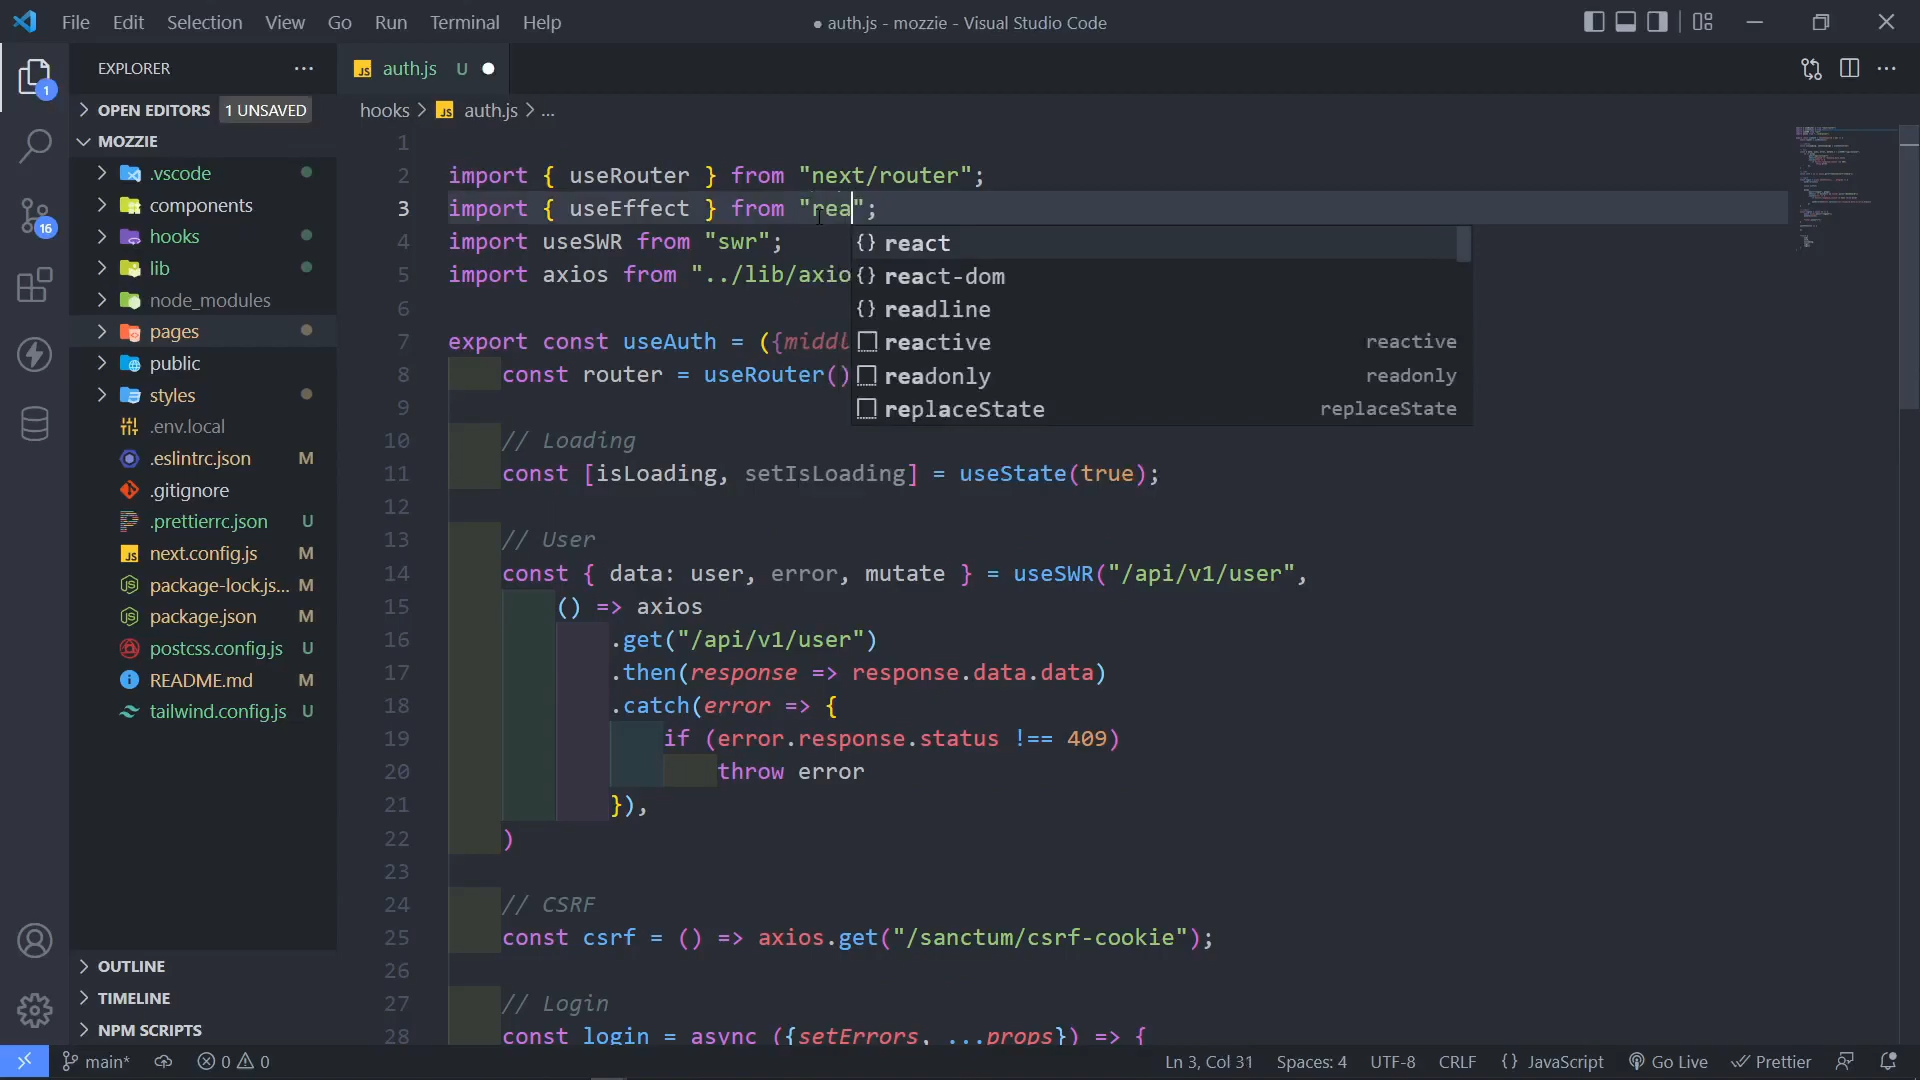 File Edit Selection View Go Run Terminal Help
● auth.js - mozzie - Visual Studio Code
EXPLORER
JS auth.js U
1
OPEN EDITORS 1 UNSAVED
hooks > JS auth.js > ...
MOZZIE
.vscode
components
hooks
16
lib
node_modules
pages
public
styles
.env.local
.eslintrc.json M
.gitignore
.prettierrc.json U
JS next.config.js M
package-lock.js... M
package.json M
postcss.config.js U
README.md M
tailwind.config.js U
OUTLINE
TIMELINE
NPM SCRIPTS
1
2 import { useRouter } from "next/router";
3 import { useEffect } from "rea";
4 import useSWR from "swr";
5 import axios from "../lib/axio
6
7 export const useAuth = ({middl
8 const router = useRouter()
9
10 // Loading
11 const [isLoading, setIsLoading] = useState(true);
12
13 // User
14 const { data: user, error, mutate } = useSWR("/api/v1/user",
15 () => axios
16 .get("/api/v1/user")
17 .then(response => response.data.data)
18 .catch(error => {
19 if (error.response.status !== 409)
20 throw error
21 }),
22 )
23
24 // CSRF
25 const csrf = () => axios.get("/sanctum/csrf-cookie");
26
27 // Login
28 const login = async ({setErrors, ...props}) => {
{} react
{} react-dom
{} readline
reactive reactive
readonly readonly
replaceState replaceState
main* 0 0 Ln 3, Col 31 Spaces: 4 UTF-8 CRLF {} JavaScript Go Live Prettier